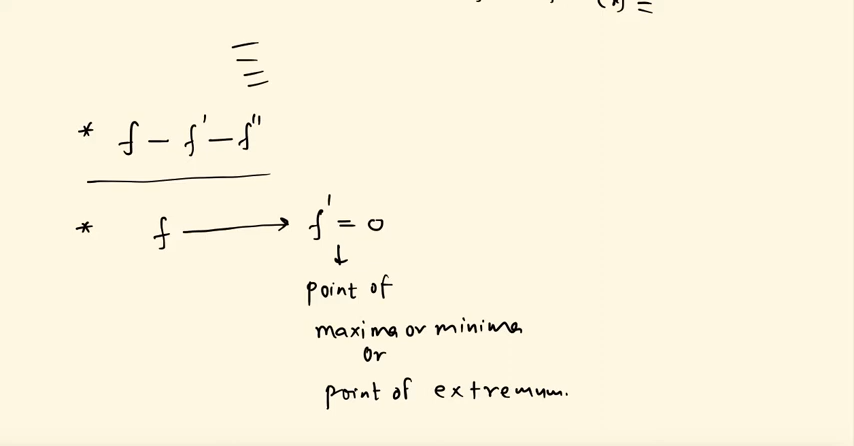 (x) =
* f – f' – f''
* f ⟶ f' = 0
↓
point of
maxima or minima
or
point of extremum.